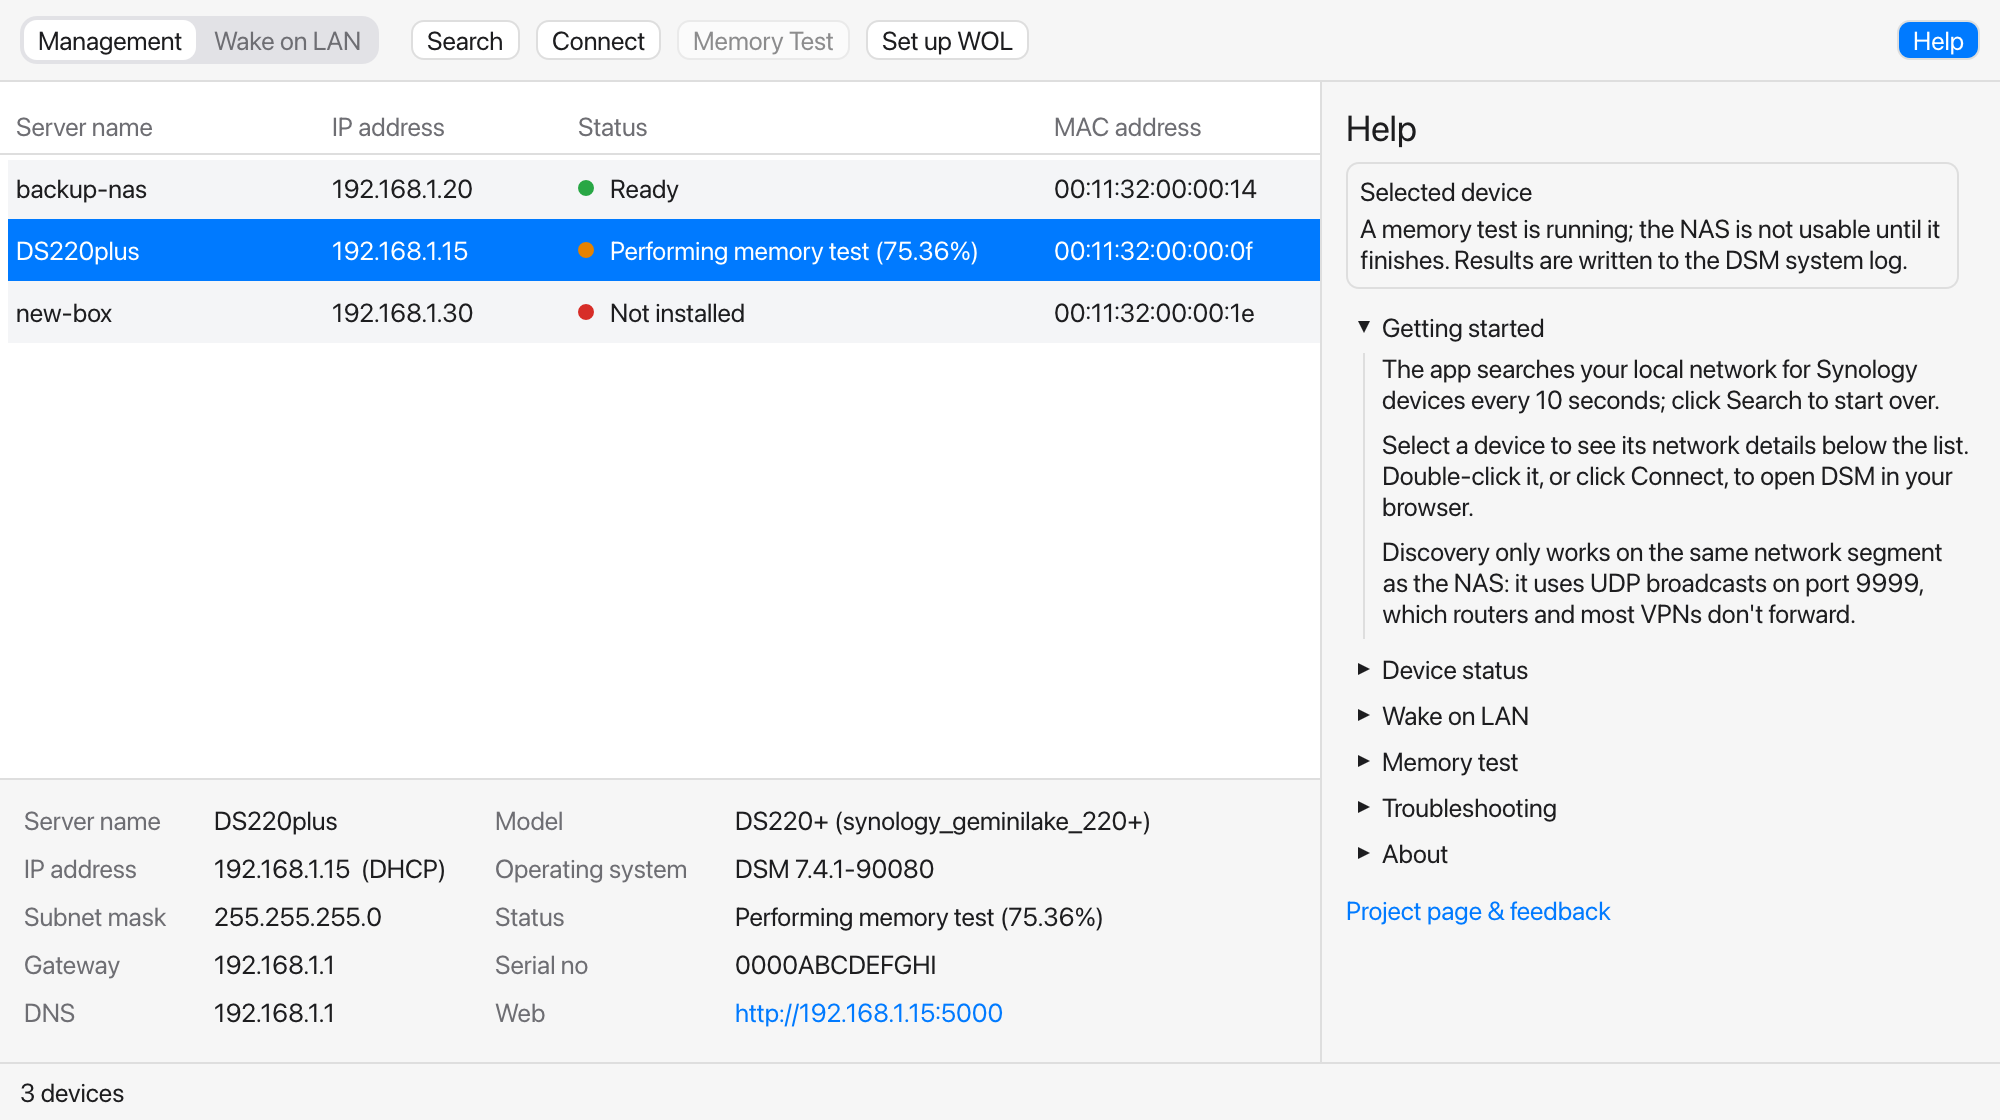 Management Wake on LAN Search Connect Memory Test Set up WOL Help
Server name IP address Status MAC address
backup-nas 192.168.1.20 Ready 00:11:32:00:00:14
DS220plus 192.168.1.15 Performing memory test (75.36%) 00:11:32:00:00:0f
new-box 192.168.1.30 Not installed 00:11:32:00:00:1e
Server name DS220plus Model DS220+ (synology_geminilake_220+)
IP address 192.168.1.15 (DHCP) Operating system DSM 7.4.1-90080
Subnet mask 255.255.255.0 Status Performing memory test (75.36%)
Gateway 192.168.1.1 Serial no 0000ABCDEFGHI
DNS 192.168.1.1 Web http://192.168.1.15:5000
Help
Selected device
A memory test is running; the NAS is not usable until it
finishes. Results are written to the DSM system log.
Getting started
The app searches your local network for Synology
devices every 10 seconds; click Search to start over.
Select a device to see its network details below the list.
Double-click it, or click Connect, to open DSM in your
browser.
Discovery only works on the same network segment
as the NAS: it uses UDP broadcasts on port 9999,
which routers and most VPNs don't forward.
Device status
Wake on LAN
Memory test
Troubleshooting
About
Project page & feedback
3 devices